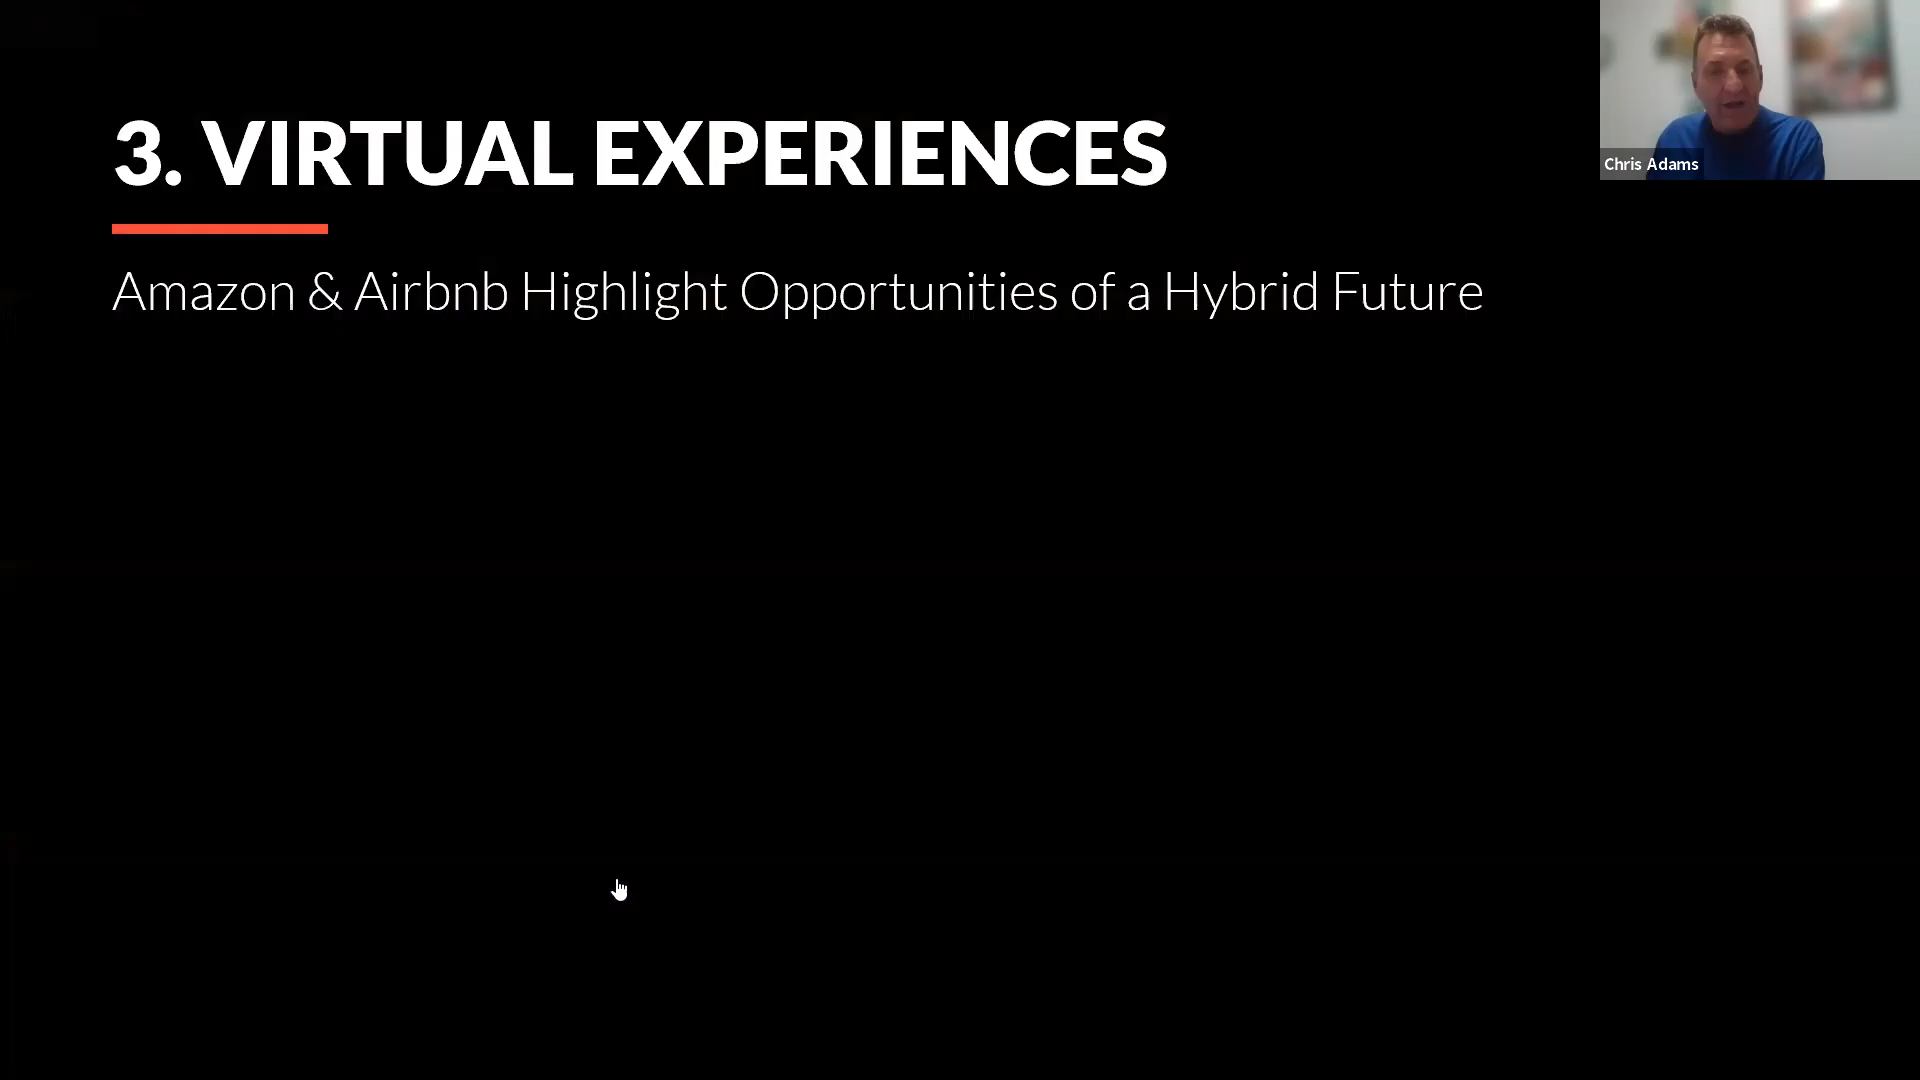 3. VIRTUAL EXPERIENCES
Amazon & Airbnb Highlight Opportunities of a Hybrid Future
Chris Adams